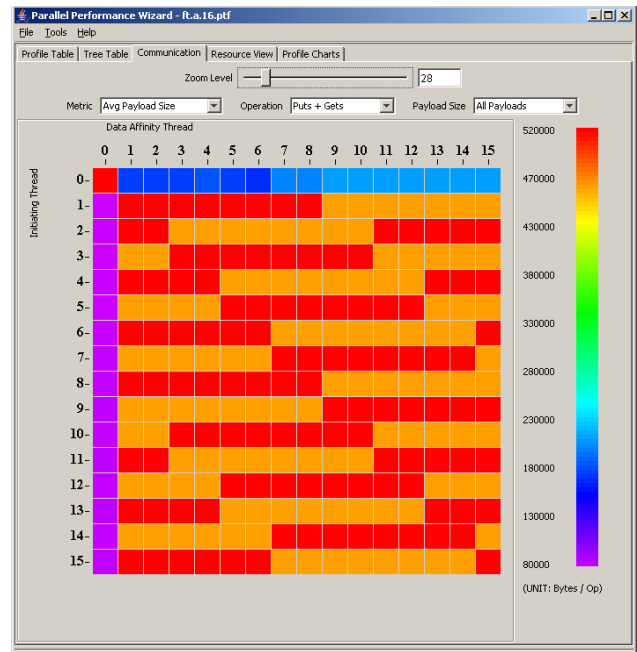 Parallel Performance Wizard - ft.a.16.ptf
File Tools Help
Profile Table Tree Table Communication Resource View Profile Charts
Zoom Level 28
Metric Avg Payload Size Operation Puts + Gets Payload Size All Payloads
Data Affinity Thread
0 1 2 3 4 5 6 7 8 9 10 11 12 13 14 15
Initiating Thread
0-
1-
2-
3-
4-
5-
6-
7-
8-
9-
10-
11-
12-
13-
14-
15-
520000
470000
430000
380000
330000
280000
230000
180000
130000
80000
(UNIT: Bytes / Op)